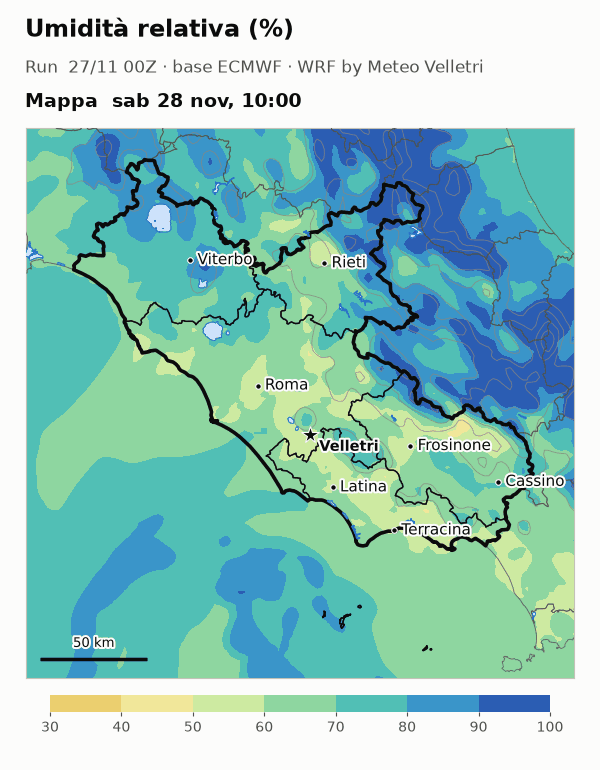 Umidità relativa (%)
Run  27/11 00Z · base ECMWF · WRF by Meteo Velletri
Mappa  sab 28 nov, 10:00
Viterbo
Rieti
Roma
Velletri
Frosinone
Latina
Cassino
Terracina
50 km
30 40 50 60 70 80 90 100